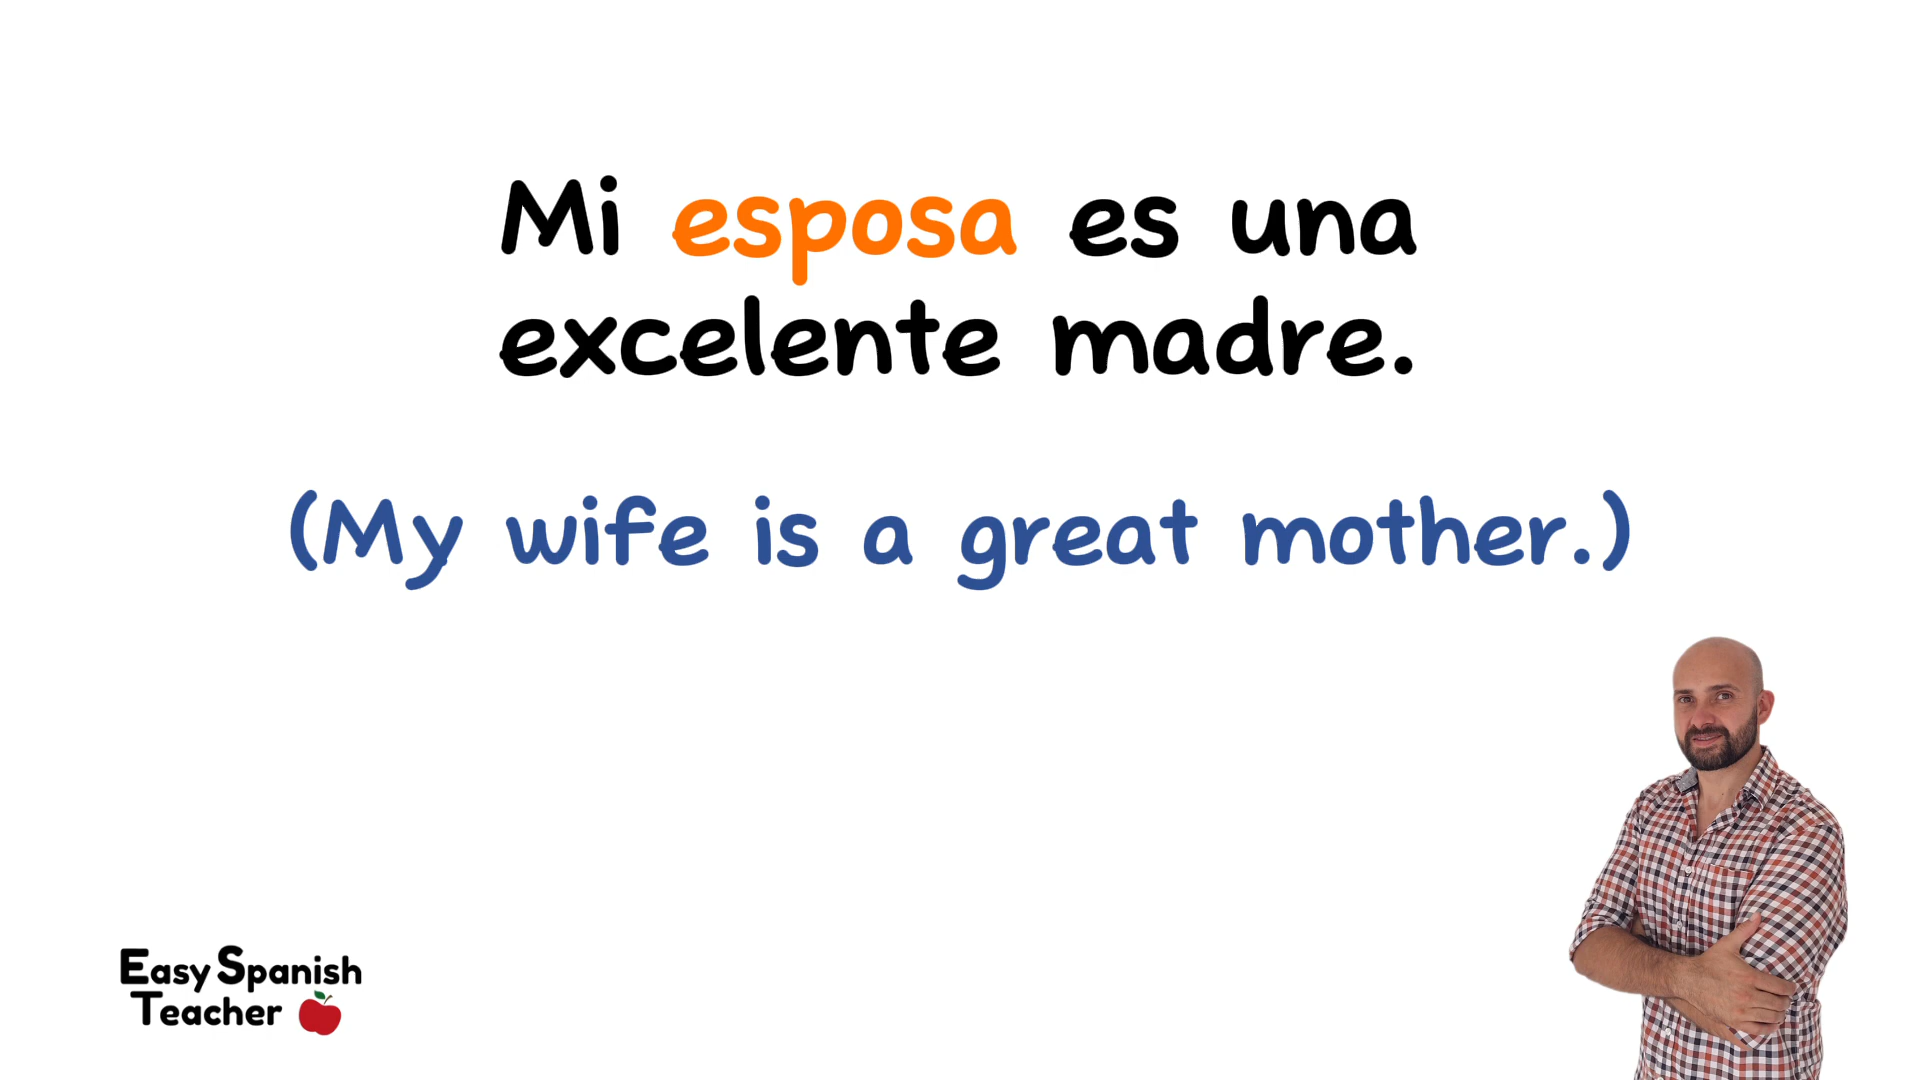 Mi esposa es una
excelente madre.
(My wife is a great mother.)
Easy Spanish
Teacher